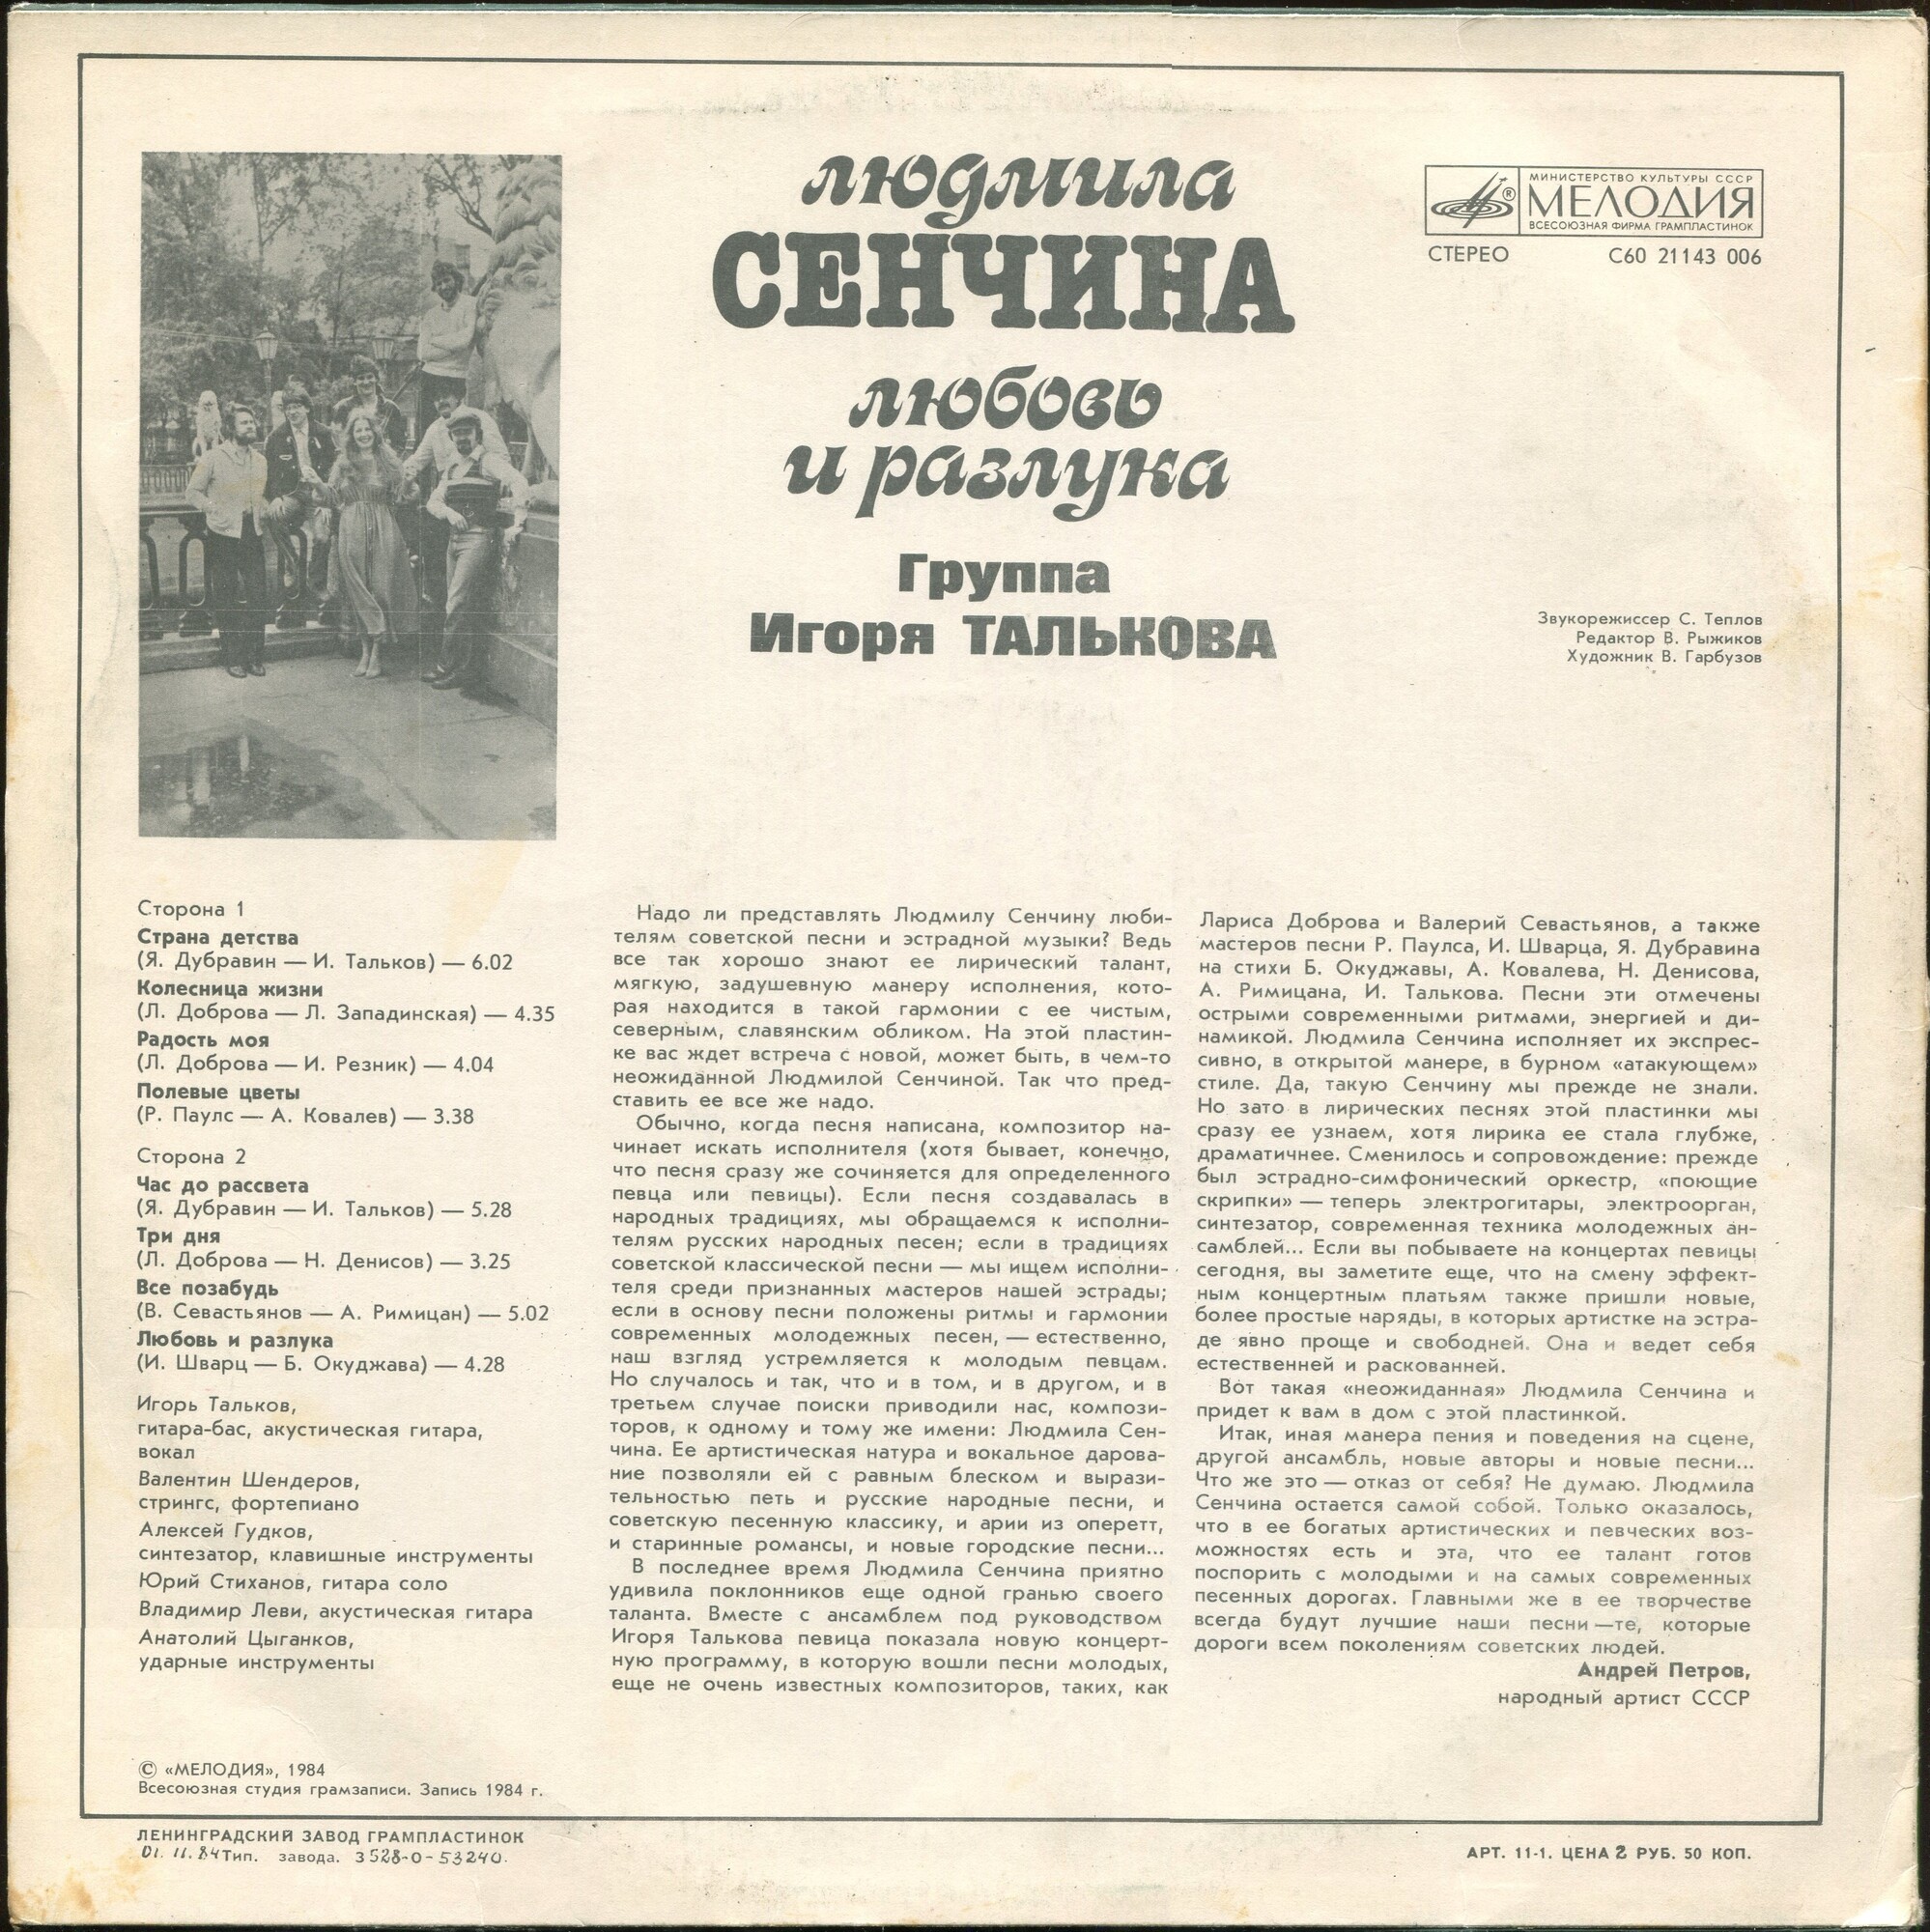 людмила
СЕНЧИНА
любовь
и разлука
Группа
Игоря ТАЛЬКОВА
МИНИСТЕРСТВО КУЛЬТУРЫ СССР
МЕЛОДИЯ
ВСЕСОЮЗНАЯ ФИРМА ГРАМПЛАСТИНОК
СТЕРЕО С60 21143 006
Звукорежиссер С. Теплов
Редактор В. Рыжиков
Художник В. Гарбузов
Сторона 1
Страна детства
(Я. Дубравин — И. Тальков) — 6.02
Колесница жизни
(Л. Доброва — Л. Западинская) — 4.35
Радость моя
(Л. Доброва — И. Резник) — 4.04
Полевые цветы
(Р. Паулс — А. Ковалев) — 3.38
Сторона 2
Час до рассвета
(Я. Дубравин — И. Тальков) — 5.28
Три дня
(Л. Доброва — Н. Денисов) — 3.25
Все позабудь
(В. Севастьянов — А. Римицан) — 5.02
Любовь и разлука
(И. Шварц — Б. Окуджава) — 4.28
Игорь Тальков,
гитара-бас, акустическая гитара,
вокал
Валентин Шендеров,
стрингс, фортепиано
Алексей Гудков,
синтезатор, клавишные инструменты
Юрий Стиханов, гитара соло
Владимир Леви, акустическая гитара
Анатолий Цыганков,
ударные инструменты
Надо ли представлять Людмилу Сенчину люби-
телям советской песни и эстрадной музыки? Ведь
все так хорошо знают ее лирический талант,
мягкую, задушевную манеру исполнения, кото-
рая находится в такой гармонии с ее чистым,
северным, славянским обликом. На этой пластин-
ке вас ждет встреча с новой, может быть, в чем-то
неожиданной Людмилой Сенчиной. Так что пред-
ставить ее все же надо.
Обычно, когда песня написана, композитор на-
чинает искать исполнителя (хотя бывает, конечно,
что песня сразу же сочиняется для определенного
певца или певицы). Если песня создавалась в
народных традициях, мы обращаемся к исполни-
телям русских народных песен; если в традициях
советской классической песни — мы ищем исполни-
теля среди признанных мастеров нашей эстрады;
если в основу песни положены ритмы и гармонии
современных молодежных песен, — естественно,
наш взгляд устремляется к молодым певцам.
Но случалось и так, что и в том, и в другом, и в
третьем случае поиски приводили нас, компози-
торов, к одному и тому же имени: Людмила Сен-
чина. Ее артистическая натура и вокальное дарова-
ние позволяли ей с равным блеском и вырази-
тельностью петь и русские народные песни, и
советскую песенную классику, и арии из оперетт,
и старинные романсы, и новые городские песни...
В последнее время Людмила Сенчина приятно
удивила поклонников еще одной гранью своего
таланта. Вместе с ансамблем под руководством
Игоря Талькова певица показала новую концерт-
ную программу, в которую вошли песни молодых,
еще не очень известных композиторов, таких, как
Лариса Доброва и Валерий Севастьянов, а также
мастеров песни Р. Паулса, И. Шварца, Я. Дубравина
на стихи Б. Окуджавы, А. Ковалева, Н. Денисова,
А. Римицана, И. Талькова. Песни эти отмечены
острыми современными ритмами, энергией и ди-
намикой. Людмила Сенчина исполняет их экспрес-
сивно, в открытой манере, в бурном «атакующем»
стиле. Да, такую Сенчину мы прежде не знали.
Но зато в лирических песнях этой пластинки мы
сразу ее узнаем, хотя лирика ее стала глубже,
драматичнее. Сменилось и сопровождение: прежде
был эстрадно-симфонический оркестр, «поющие
скрипки» — теперь электрогитары, электроорган,
синтезатор, современная техника молодежных ан-
самблей... Если вы побываете на концертах певицы
сегодня, вы заметите еще, что на смену эффект-
ным концертным платьям также пришли новые,
более простые наряды, в которых артистке на эстра-
де явно проще и свободней. Она и ведет себя
естественней и раскованней.
Вот такая «неожиданная» Людмила Сенчина и
придет к вам в дом с этой пластинкой.
Итак, иная манера пения и поведения на сцене,
другой ансамбль, новые авторы и новые песни...
Что же это — отказ от себя? Не думаю. Людмила
Сенчина остается самой собой. Только оказалось,
что в ее богатых артистических и певческих воз-
можностях есть и эта, что ее талант готов
поспорить с молодыми и на самых современных
песенных дорогах. Главными же в ее творчестве
всегда будут лучшие наши песни —те, которые
дороги всем поколениям советских людей.
Андрей Петров,
народный артист СССР
© «МЕЛОДИЯ», 1984
Всесоюзная студия грамзаписи. Запись 1984 г.
ЛЕНИНГРАДСКИЙ ЗАВОД ГРАМПЛАСТИНОК
01.11.84 Тип. завода. З 528-0-53240.
АРТ. 11-1. ЦЕНА 2 РУБ. 50 КОП.